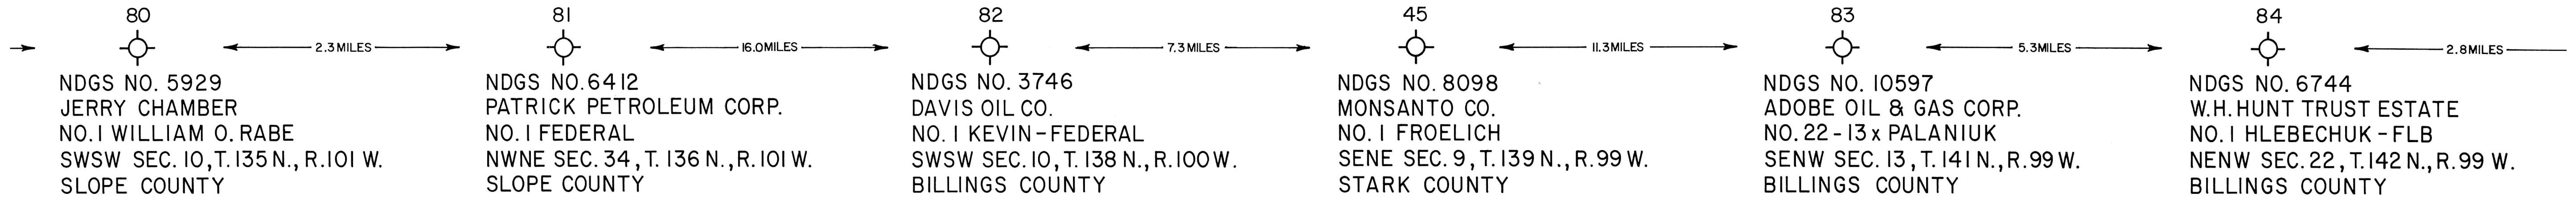 80
2.3 MILES
NDGS NO. 5929
JERRY CHAMBER
NO. 1 WILLIAM O. RABE
SWSW SEC. 10, T. 135 N., R. 101 W.
SLOPE COUNTY
81
16.0 MILES
NDGS NO. 6412
PATRICK PETROLEUM CORP.
NO. 1 FEDERAL
NWNE SEC. 34, T. 136 N., R. 101 W.
SLOPE COUNTY
82
7.3 MILES
NDGS NO. 3746
DAVIS OIL CO.
NO. 1 KEVIN-FEDERAL
SWSW SEC. 10, T. 138 N., R. 100 W.
BILLINGS COUNTY
45
11.3 MILES
NDGS NO. 8098
MONSANTO CO.
NO. 1 FROELICH
SENE SEC. 9, T. 139 N., R. 99 W.
STARK COUNTY
83
5.3 MILES
NDGS NO. 10597
ADOBE OIL & GAS CORP.
NO. 22-13x PALANIUK
SENW SEC. 13, T. 141 N., R. 99 W.
BILLINGS COUNTY
84
2.8 MILES
NDGS NO. 6744
W.H. HUNT TRUST ESTATE
NO. 1 HLEBECHUK-FLB
NENW SEC. 22, T. 142 N., R. 99 W.
BILLINGS COUNTY